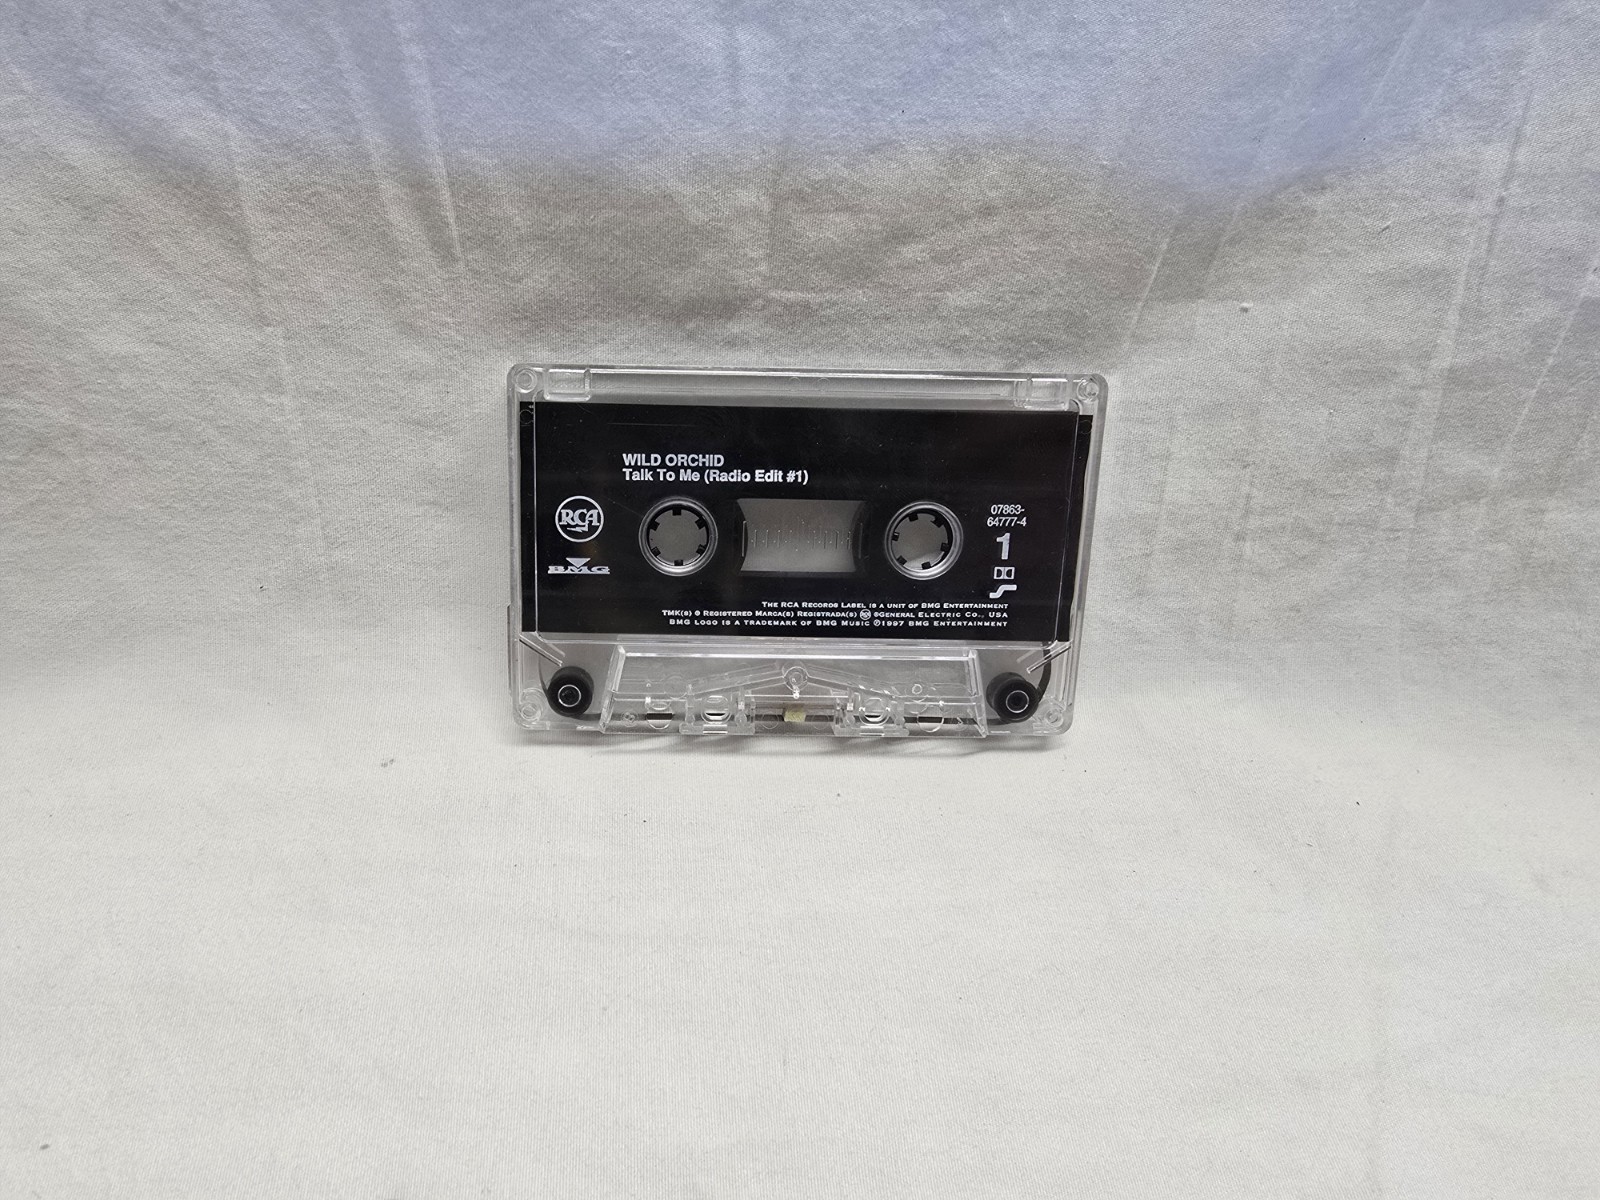 WILD ORCHID
Talk To Me (Radio Edit #1)
RCA
BMG
07863-
64777-4
1
THE RCA RECORDS LABEL IS A UNIT OF BMG ENTERTAINMENT
TMK(S) ® REGISTERED MARCA(S) REGISTRADA(S) RCA ®GENERAL ELECTRIC CO., USA
BMG LOGO IS A TRADEMARK OF BMG MUSIC ℗1997 BMG ENTERTAINMENT